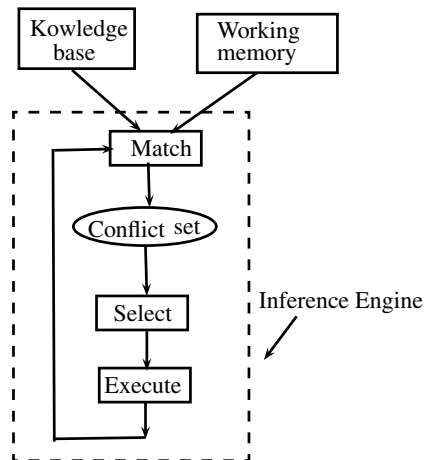 Kowledge
base
Working
memory
Match
Conflict set
Select
Inference Engine
Execute